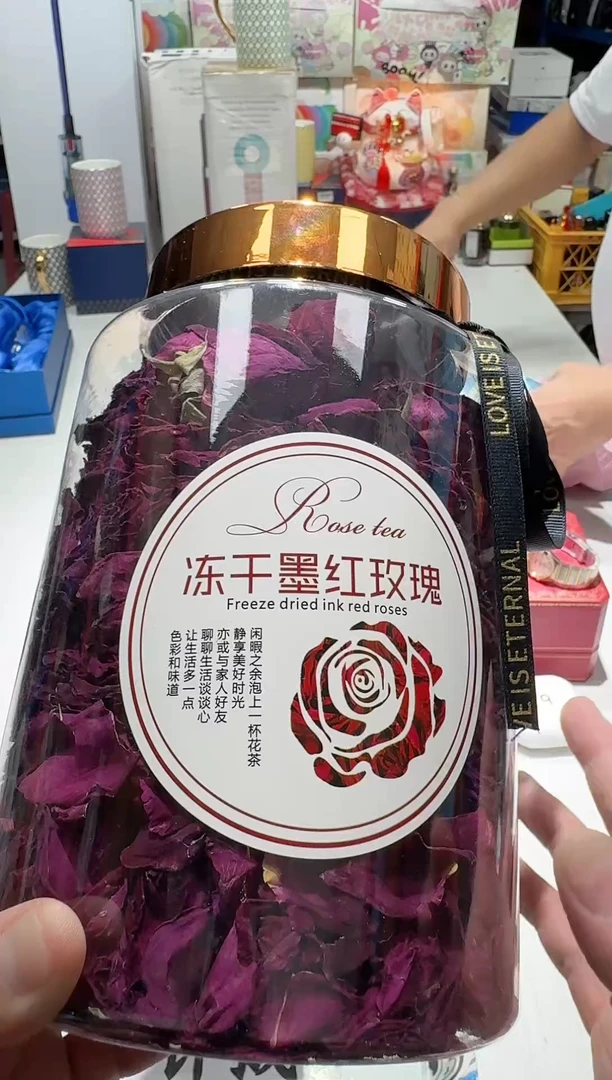 Rose tea
冻干墨红玫瑰
Freeze dried ink red roses
闲暇之余泡上一杯花茶
静享美好时光
亦或与家人好友
聊聊生活谈谈心
让生活多一点
色彩和味道
LOVE IS E
LO
VE IS ETERNAL